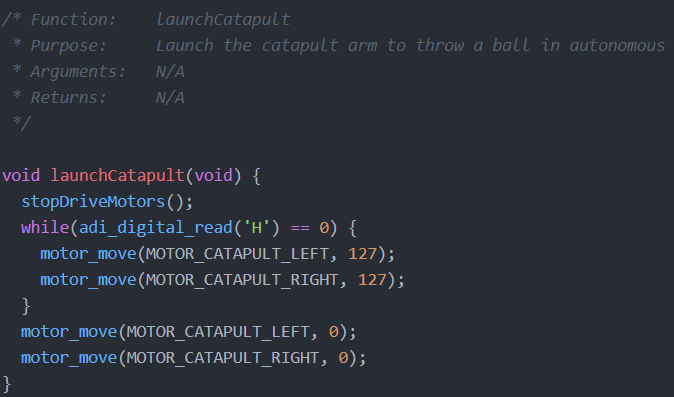 /* Function:    launchCatapult
 * Purpose:     Launch the catapult arm to throw a ball in autonomous
 * Arguments:   N/A
 * Returns:     N/A
 */

void launchCatapult(void) {
  stopDriveMotors();
  while(adi_digital_read('H') == 0) {
    motor_move(MOTOR_CATAPULT_LEFT, 127);
    motor_move(MOTOR_CATAPULT_RIGHT, 127);
  }
  motor_move(MOTOR_CATAPULT_LEFT, 0);
  motor_move(MOTOR_CATAPULT_RIGHT, 0);
}